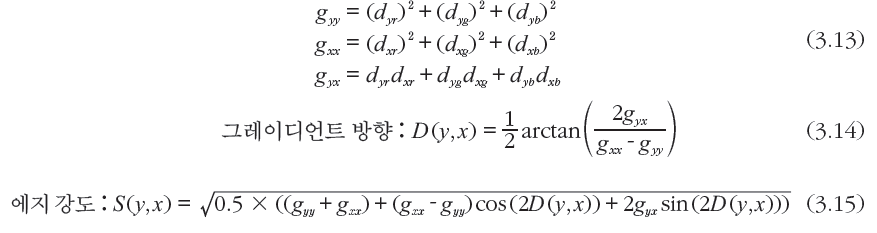 g_yy = (d_yr)² + (d_yg)² + (d_yb)²
g_xx = (d_xr)² + (d_xg)² + (d_xb)² (3.13)
g_yx = d_yr d_xr + d_yg d_xg + d_yb d_xb
그레이디언트 방향 : D(y,x) = 1/2 arctan(2g_yx / (g_xx - g_yy)) (3.14)
에지 강도 : S(y,x) = √(0.5 × ((g_yy + g_xx) + (g_xx - g_yy) cos(2D(y,x)) + 2g_yx sin(2D(y,x)))) (3.15)